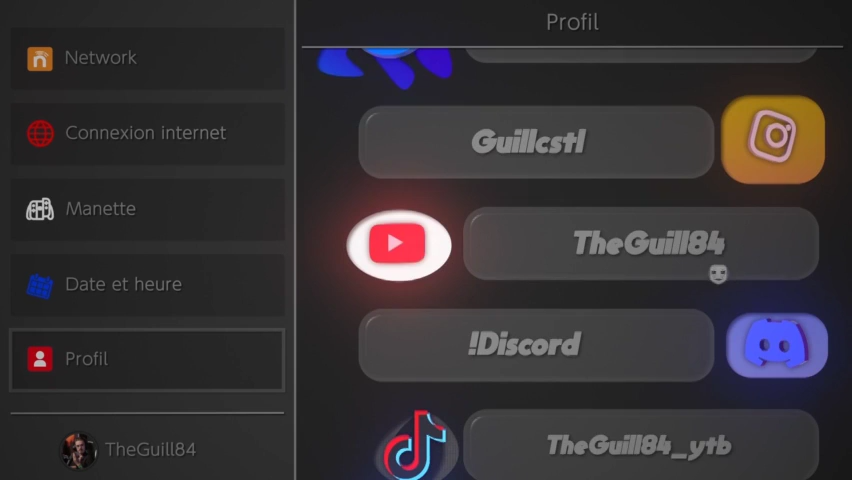 Network
Connexion internet
Manette
Date et heure
Profil
TheGuill84
Profil
Guillcstl
TheGuill84
!Discord
TheGuill84_ytb